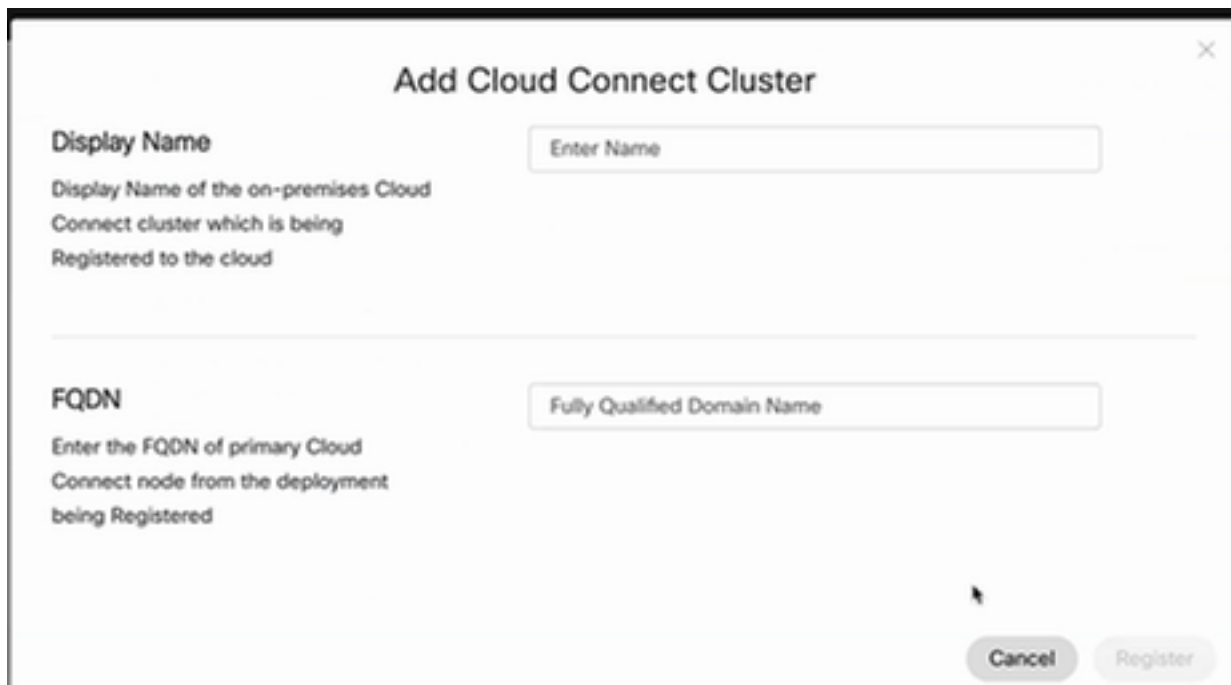 Add Cloud Connect Cluster
Display Name
Enter Name
Display Name of the on-premises Cloud
Connect cluster which is being
Registered to the cloud
FQDN
Fully Qualified Domain Name
Enter the FQDN of primary Cloud
Connect node from the deployment
being Registered
Cancel
Register